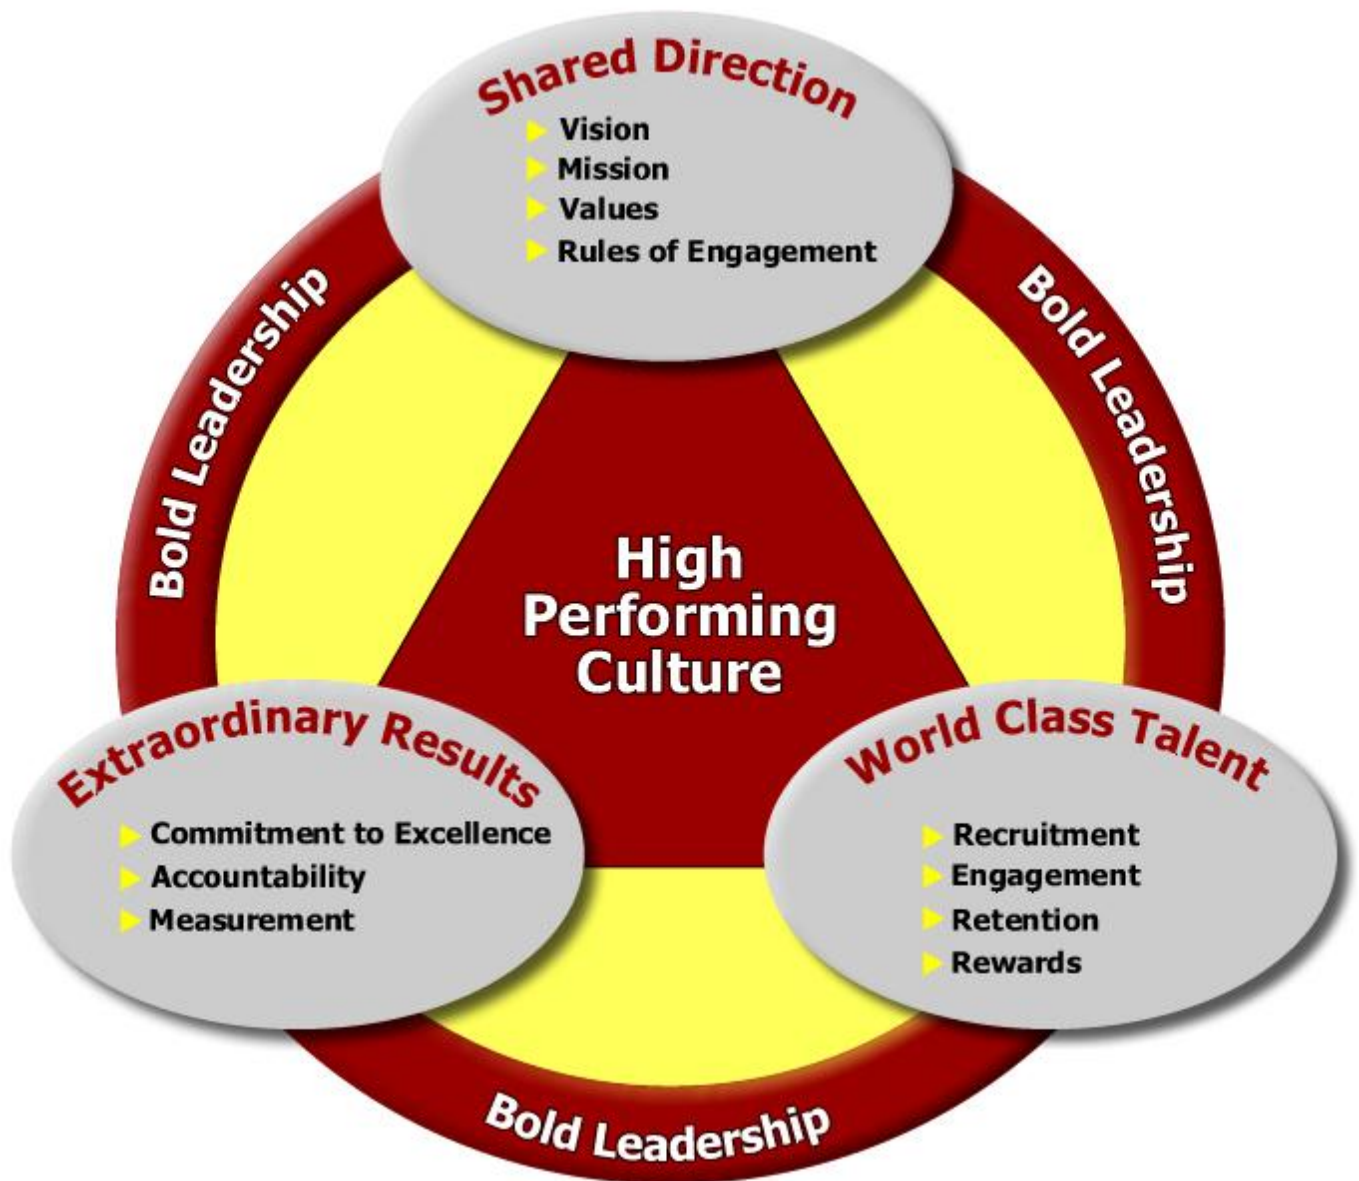 Shared Direction
Vision
Mission
Values
Rules of Engagement
Bold Leadership
Bold Leadership
High
Performing
Culture
Extraordinary Results
Commitment to Excellence
Accountability
Measurement
World Class Talent
Recruitment
Engagement
Retention
Rewards
Bold Leadership